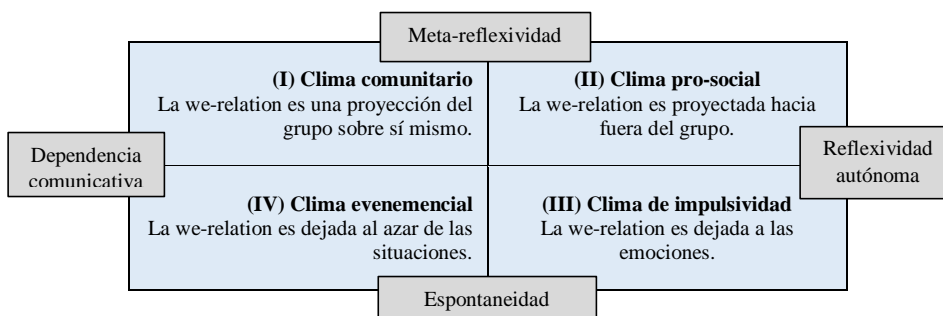 Meta-reflexividad
(I) Clima comunitario
La we-relation es una proyección del
grupo sobre sí mismo.
(II) Clima pro-social
La we-relation es proyectada hacia
fuera del grupo.
Dependencia
comunicativa
Reflexividad
autónoma
(IV) Clima evenemencial
La we-relation es dejada al azar de las
situaciones.
(III) Clima de impulsividad
La we-relation es dejada a las
emociones.
Espontaneidad